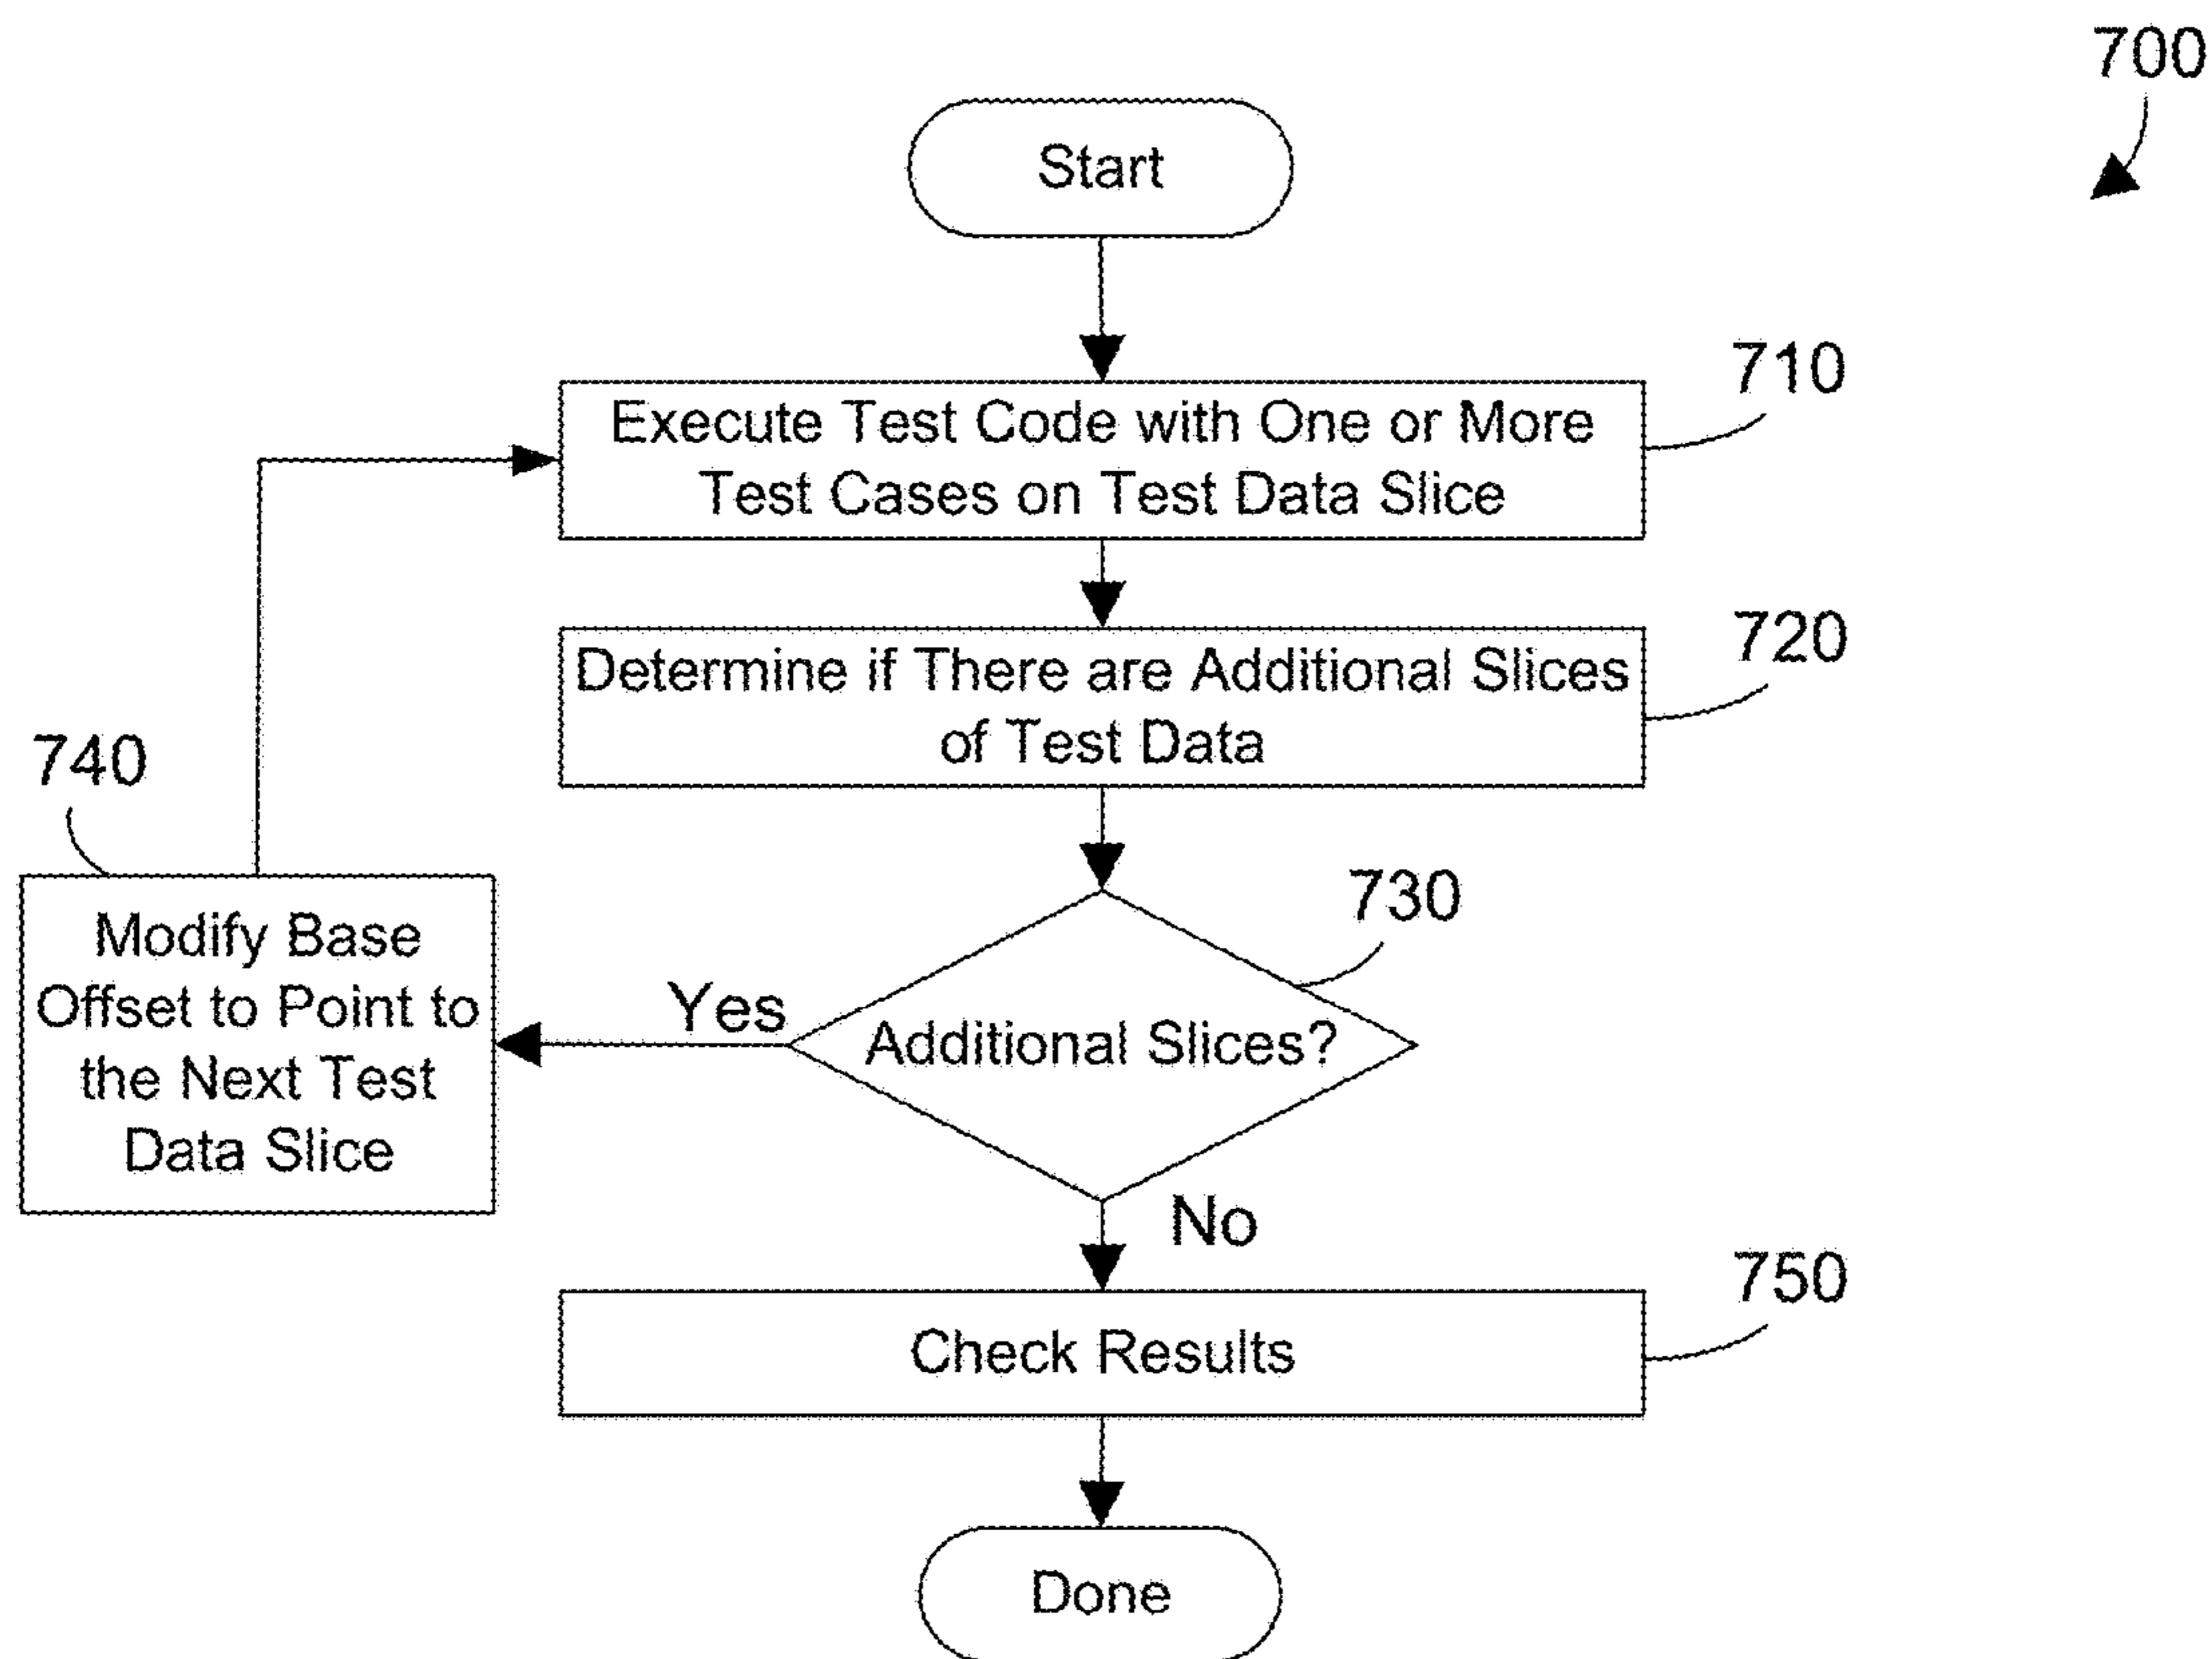 700
Start
710
Execute Test Code with One or More
Test Cases on Test Data Slice
720
Determine if There are Additional Slices
of Test Data
740
730
Modify Base
Offset to Point to
the Next Test
Data Slice
Yes
Additional Slices?
No
750
Check Results
Done